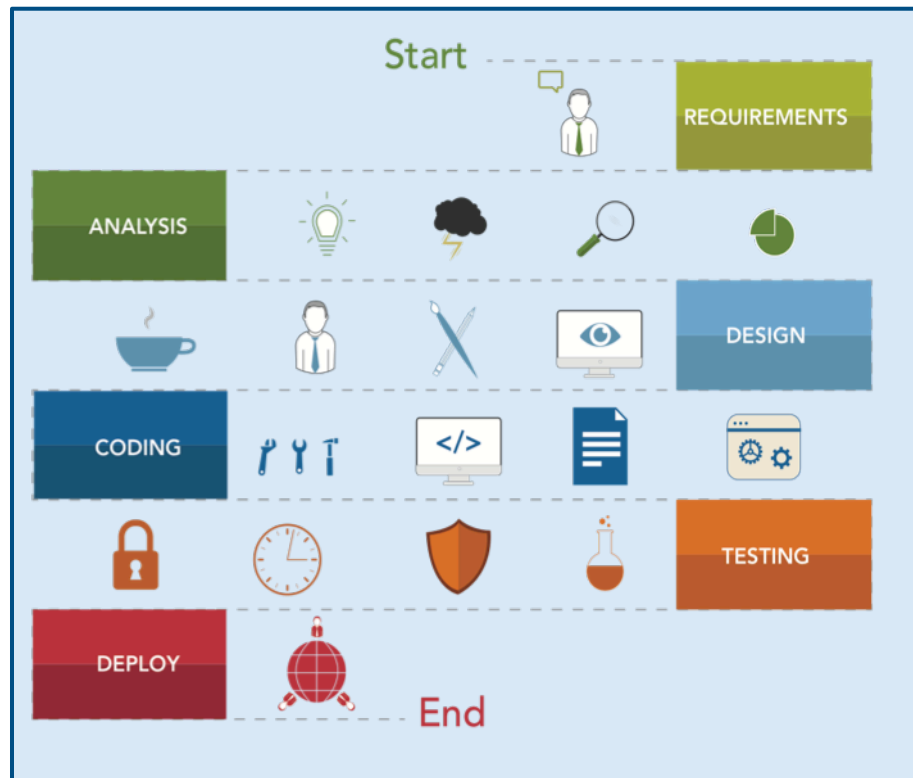 Start
REQUIREMENTS
ANALYSIS
DESIGN
CODING
</>
TESTING
DEPLOY
End